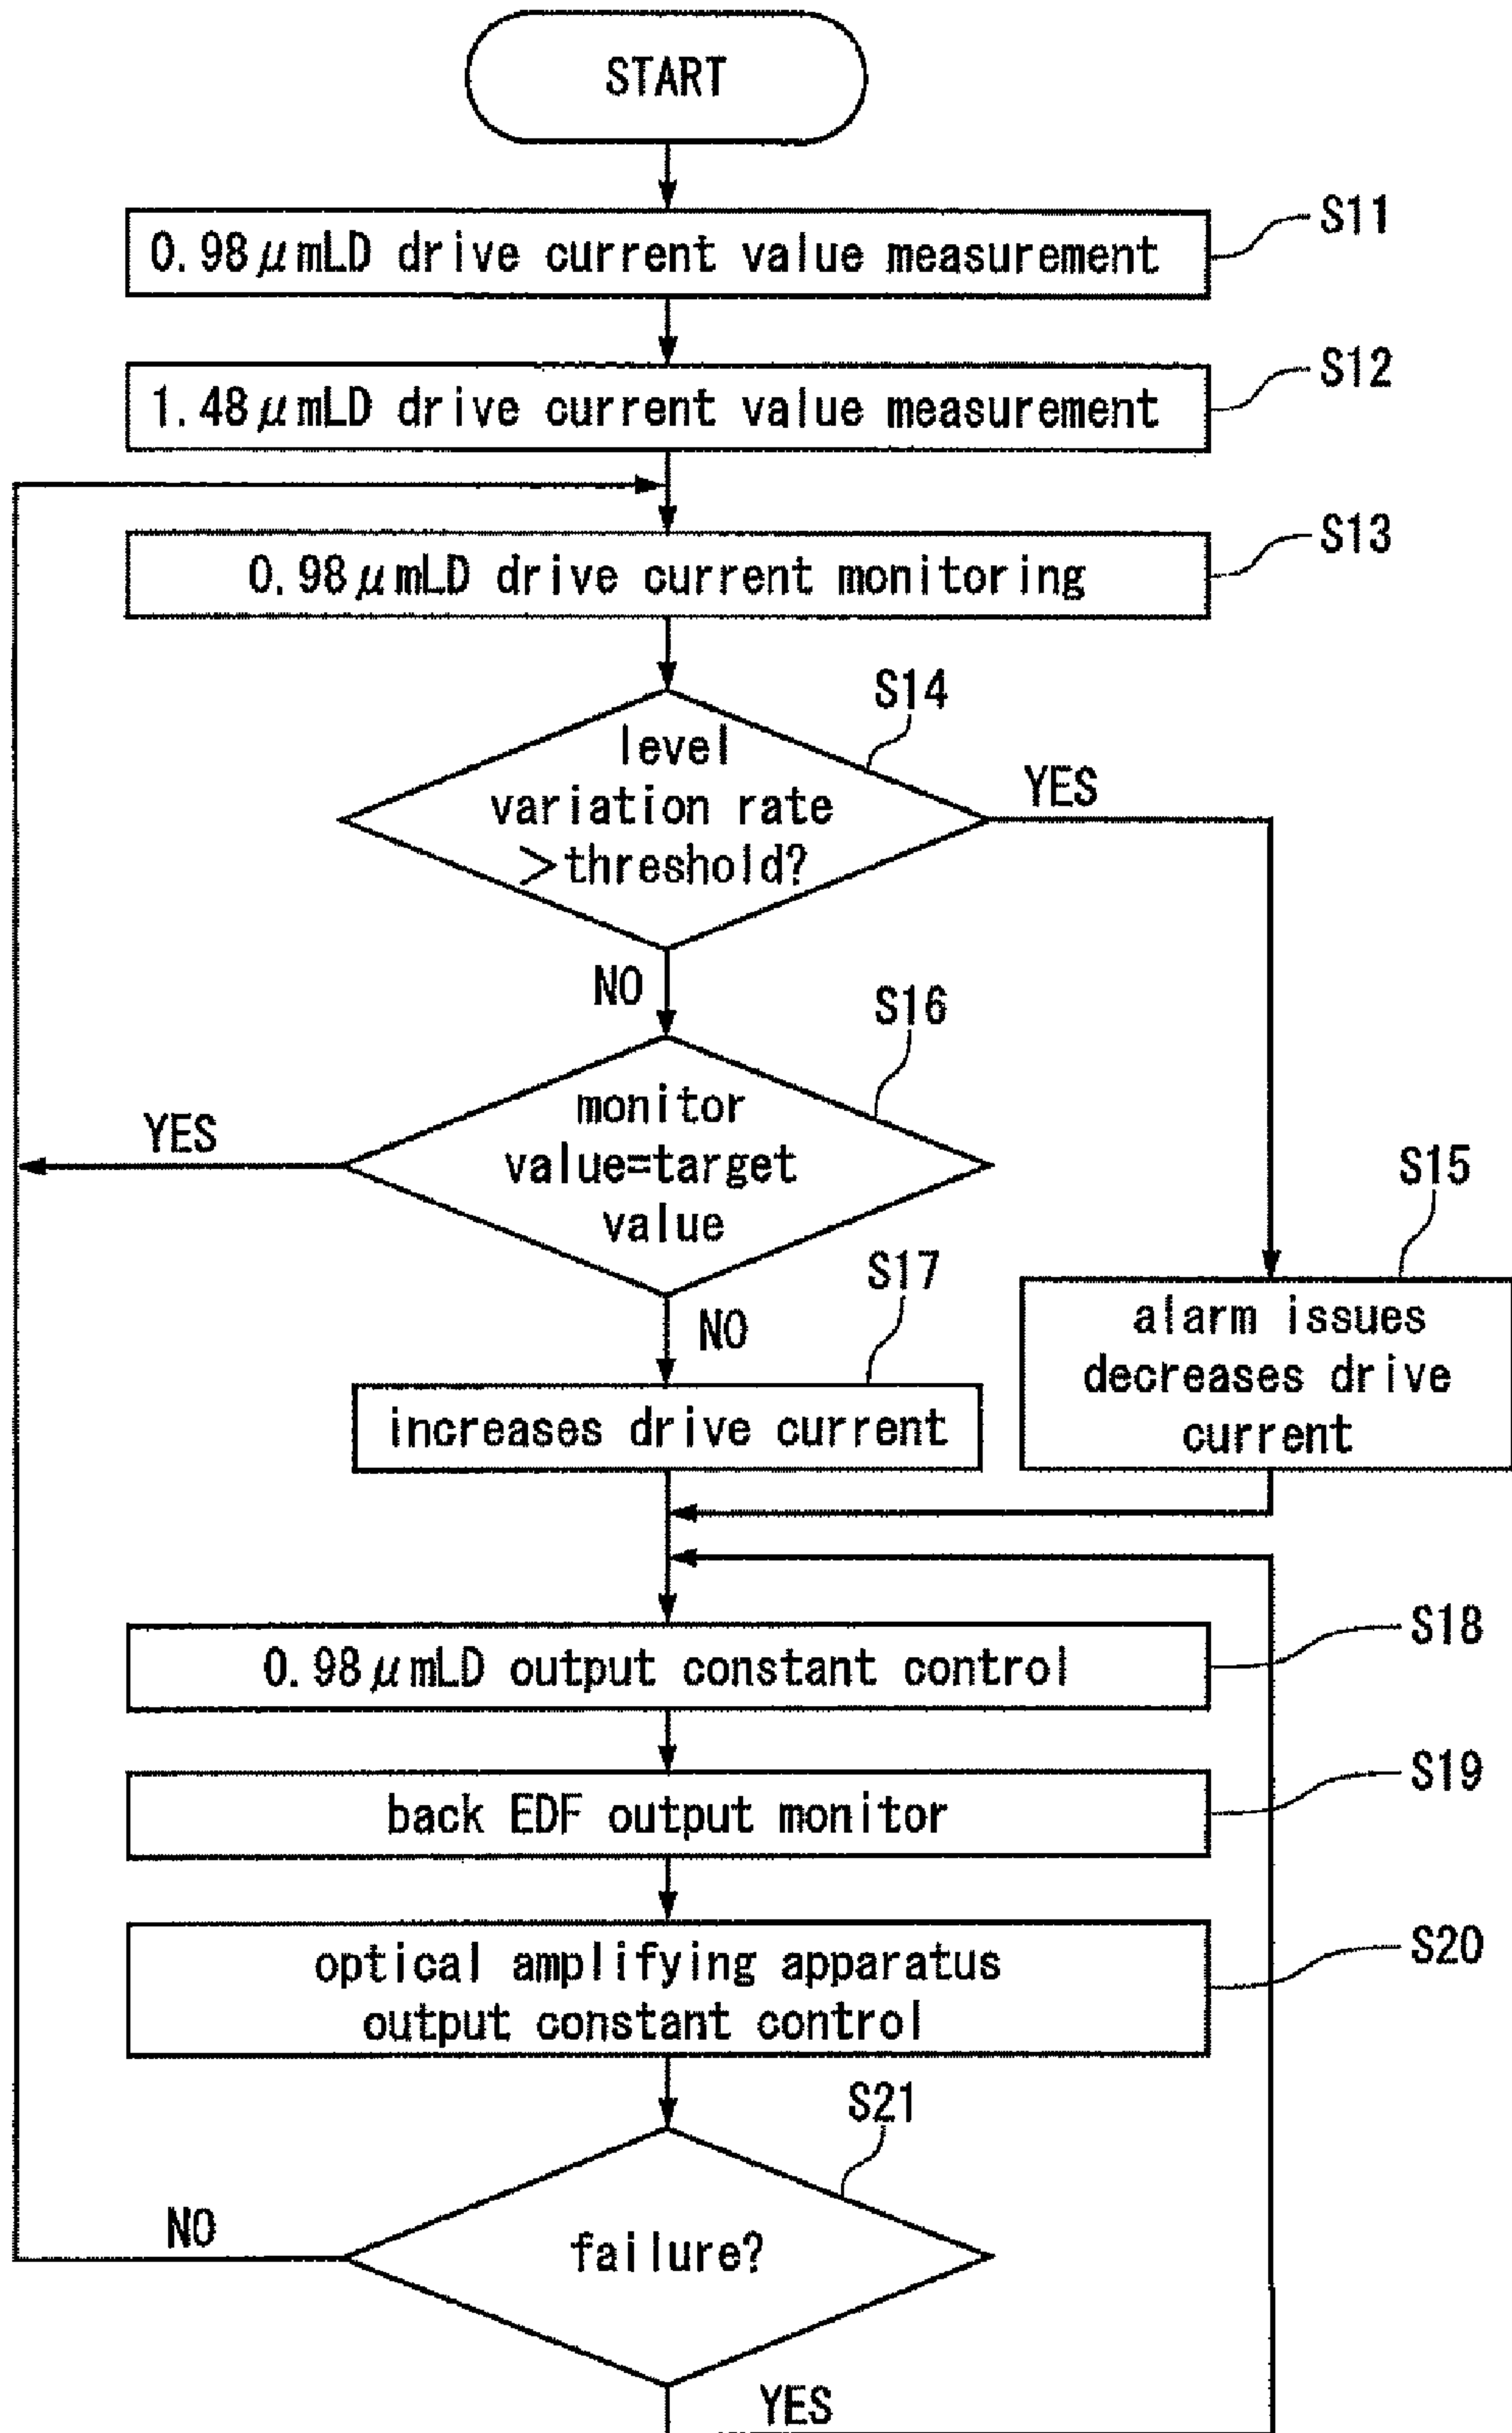 START
0.98μmLD drive current value measurement
S11
1.48μmLD drive current value measurement
S12
0.98μmLD drive current monitoring
S13
S14
level
variation rate
>threshold?
YES
NO
S16
monitor
value=target
value
YES
NO
S15
alarm issues
decreases drive
current
S17
increases drive current
0.98μmLD output constant control
S18
back EDF output monitor
S19
optical amplifying apparatus
output constant control
S20
S21
failure?
NO
YES